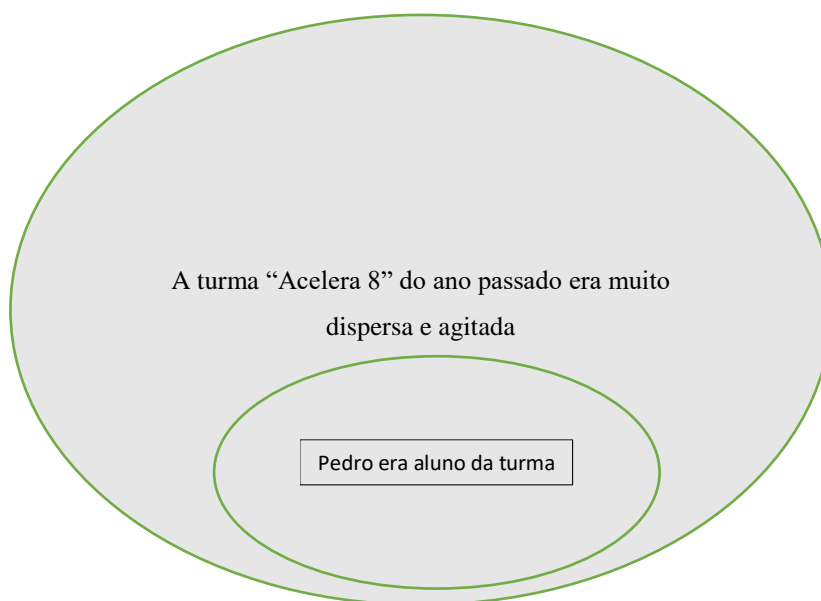 A turma “Acelera 8” do ano passado era muito
dispersa e agitada
Pedro era aluno da turma